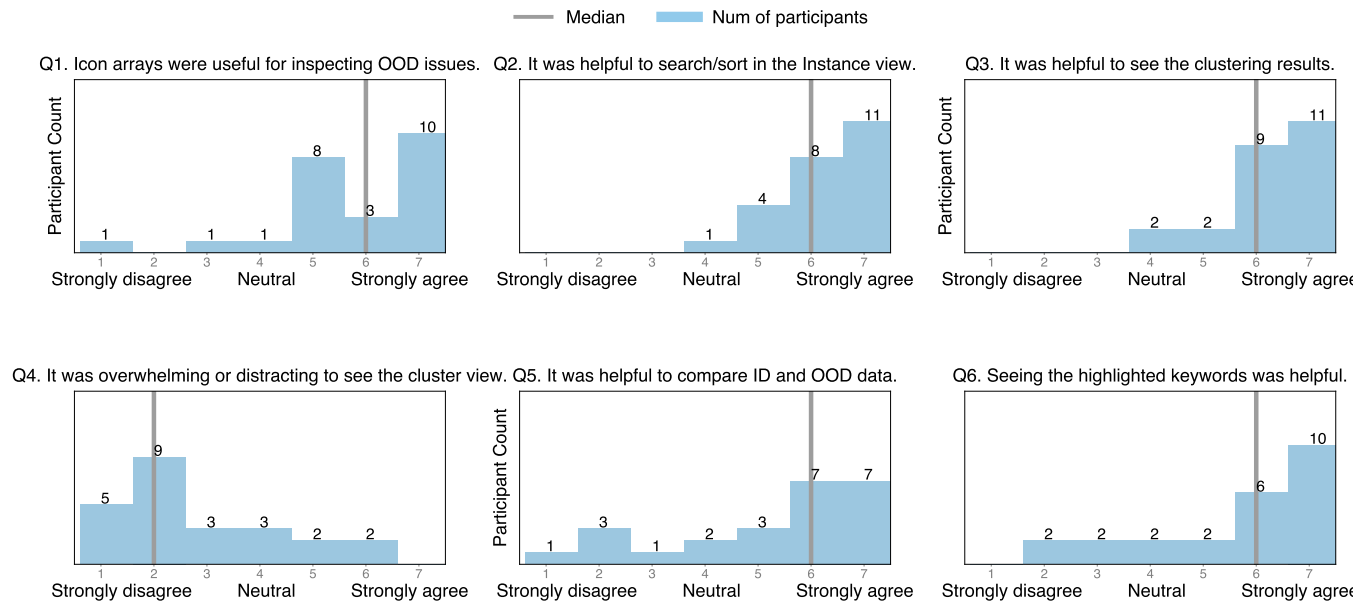 Median Num of participants
Q1. Icon arrays were useful for inspecting OOD issues.
Participant Count
1 1 1 8 3 10
1 2 3 4 5 6 7
Strongly disagree Neutral Strongly agree
Q2. It was helpful to search/sort in the Instance view.
1 4 8 11
1 2 3 4 5 6 7
Strongly disagree Neutral Strongly agree
Q3. It was helpful to see the clustering results.
Participant Count
2 2 9 11
1 2 3 4 5 6 7
Strongly disagree Neutral Strongly agree
Q4. It was overwhelming or distracting to see the cluster view.
5 9 3 3 2 2
1 2 3 4 5 6 7
Strongly disagree Neutral Strongly agree
Q5. It was helpful to compare ID and OOD data.
Participant Count
1 3 1 2 3 7 7
1 2 3 4 5 6 7
Strongly disagree Neutral Strongly agree
Q6. Seeing the highlighted keywords was helpful.
2 2 2 2 6 10
1 2 3 4 5 6 7
Strongly disagree Neutral Strongly agree